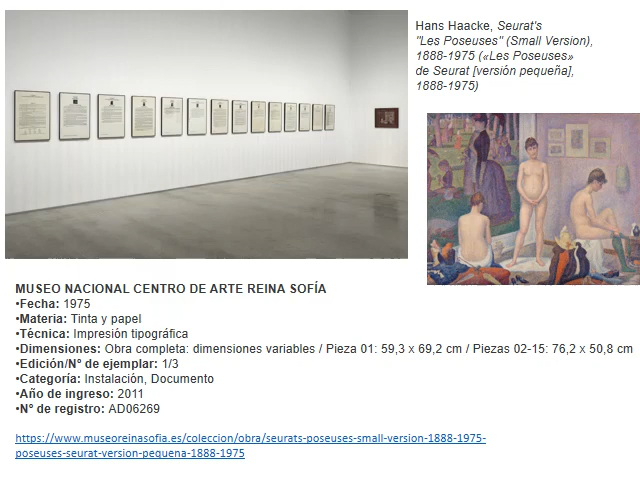 Hans Haacke, Seurat's
"Les Poseuses" (Small Version),
1888-1975 («Les Poseuses»
de Seurat [versión pequeña],
1888-1975)
MUSEO NACIONAL CENTRO DE ARTE REINA SOFÍA
•Fecha: 1975
•Materia: Tinta y papel
•Técnica: Impresión tipográfica
•Dimensiones: Obra completa: dimensiones variables / Pieza 01: 59,3 x 69,2 cm / Piezas 02-15: 76,2 x 50,8 cm
•Edición/Nº de ejemplar: 1/3
•Categoría: Instalación, Documento
•Año de ingreso: 2011
•Nº de registro: AD06269
https://www.museoreinasofia.es/coleccion/obra/seurats-poseuses-small-version-1888-1975-
poseuses-seurat-version-pequena-1888-1975